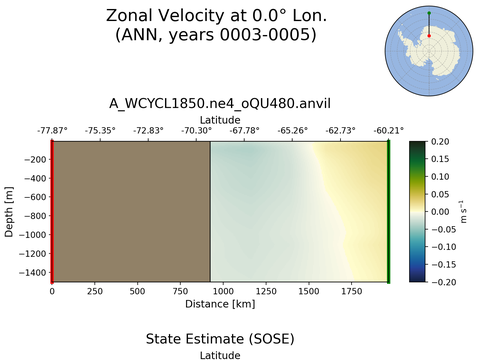 Zonal Velocity at 0.0° Lon.
(ANN, years 0003-0005)
A_WCYCL1850.ne4_oQU480.anvil
Latitude
-77.87° -75.35° -72.83° -70.30° -67.78° -65.26° -62.73° -60.21°
Depth [m]
−200
−400
−600
−800
−1000
−1200
−1400
0 250 500 750 1000 1250 1500 1750
Distance [km]
0.20
0.15
0.10
0.05
0.00
−0.05
−0.10
−0.15
−0.20
m s⁻¹
State Estimate (SOSE)
Latitude